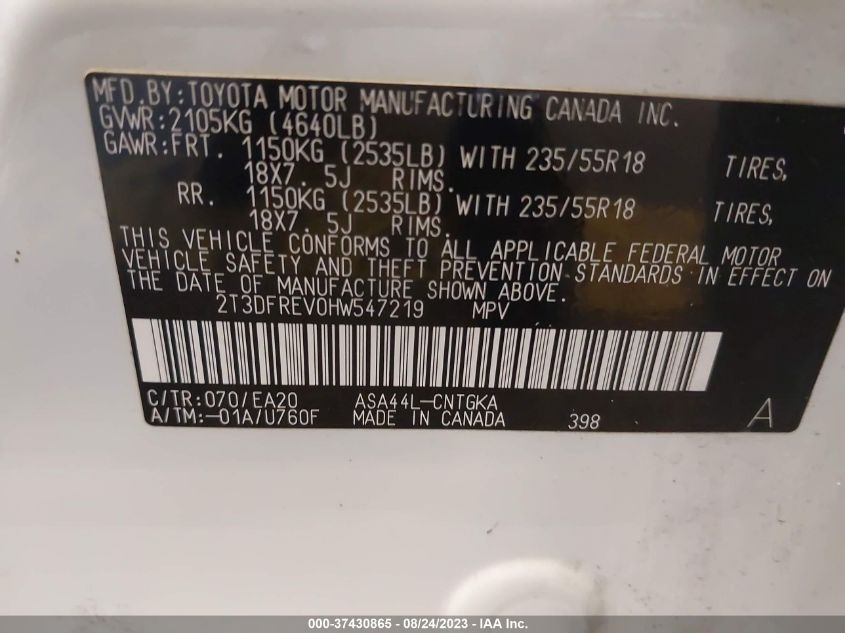 MFD.BY:TOYOTA MOTOR MANUFACTURING CANADA INC.
GVWR:2105KG (4640LB)
GAWR:FRT. 1150KG (2535LB) WITH 235/55R18 TIRES,
18X7. 5J RIMS.
RR. 1150KG (2535LB) WITH 235/55R18 TIRES,
18X7. 5J RIMS.
THIS VEHICLE CONFORMS TO ALL APPLICABLE FEDERAL MOTOR
VEHICLE SAFETY AND THEFT PREVENTION STANDARDS IN EFFECT ON
THE DATE OF MANUFACTURE SHOWN ABOVE.
2T3DFREV0HW547219 MPV
C/TR:070/EA20 ASA44L-CNTGKA
A/TM:-01A/U760F MADE IN CANADA 398 A
000-37430865 - 08/24/2023 - IAA Inc.